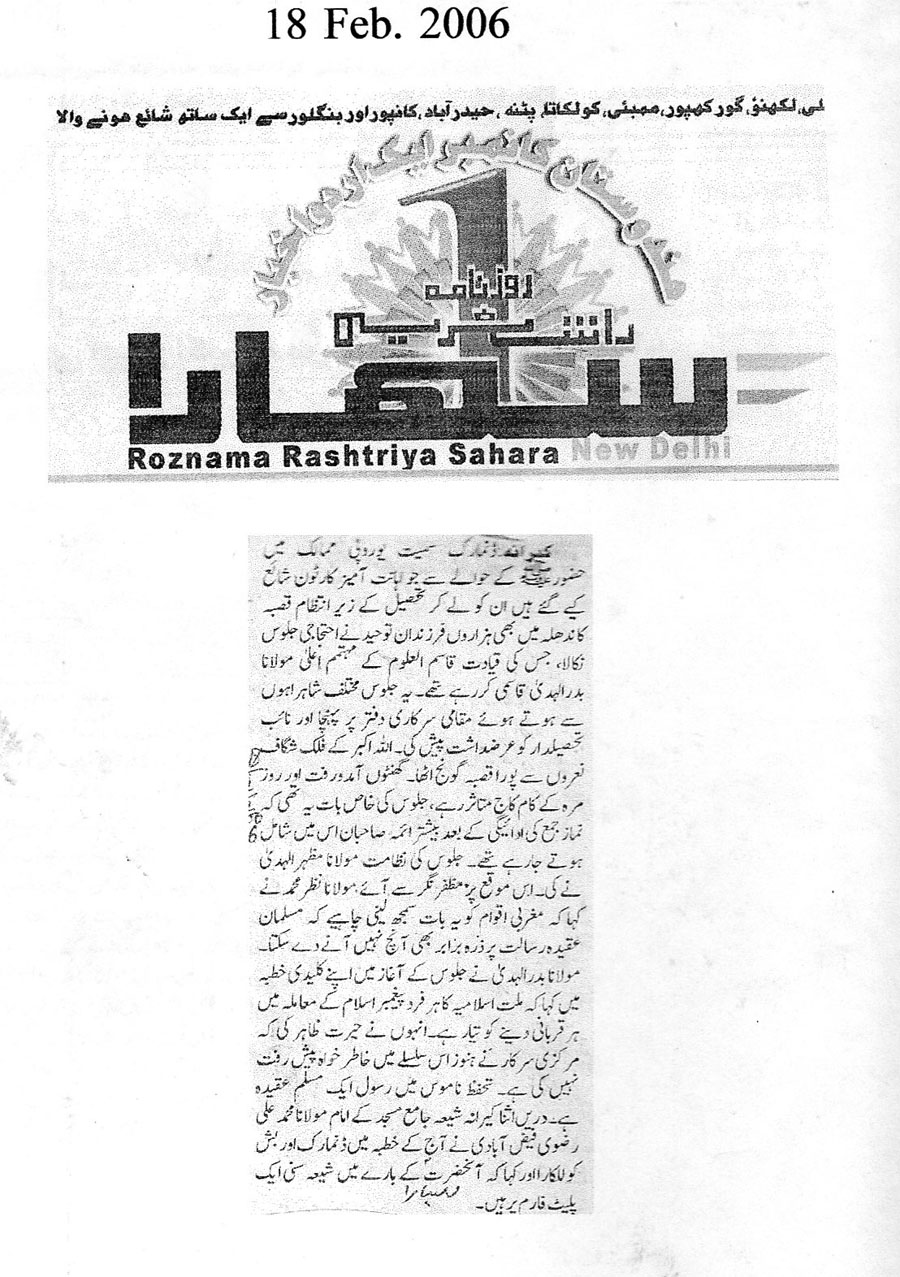 18 Feb. 2006
لی، لکھنؤ، گورکھپور، ممبئی، کولکاتا، پٹنہ، حیدرآباد، کانپور اور بنگلور سے ایک ساتھ شائع ہونے والا
ہندوستان کا نمبر ایک اردو اخبار
1
روزنامہ
راشٹریہ
سہارا
Roznama Rashtriya Sahara New Delhi
کیرانہ۔ ڈنمارک سمیت یوروپی ممالک میں
حضور ﷺ کے حوالے سے جو اہانت آمیز کارٹون شائع
کیے گئے ہیں ان کو لے کر تحصیل کے زیر انتظام قصبہ
کاندھلہ میں بھی ہزاروں فرزندان توحید نے احتجاجی جلوس
نکالا، جس کی قیادت قاسم العلوم کے مہتمم اعلیٰ مولانا
بدرالہدیٰ قاسمی کررہے تھے۔ یہ جلوس مختلف شاہراہوں
سے ہوتے ہوئے مقامی سرکاری دفتر پر پہنچا اور نائب
تحصیلدار کو عرضداشت پیش کی۔ اللہ اکبر کے فلک شگاف
نعروں سے پورا قصبہ گونج اٹھا۔ گھنٹوں آمدورفت اور روز
مرہ کے کام کاج متاثر رہے، جلوس کی خاص بات یہ تھی کہ
نماز جمع کی ادائیگی کے بعد بیشتر ائمہ صاحبان اس میں شامل
ہوتے جارہے تھے۔ جلوس کی نظامت مولانا مظہر الہدیٰ
نے کی۔ اس موقع پر مظفر نگر سے آئے مولانا نظر محمد نے
کہا کہ مغربی اقوام کو یہ بات سمجھ لینی چاہیے کہ مسلمان
عقیدہ رسالت پر ذرہ برابر بھی آنچ نہیں آنے دے سکتا۔
مولانا بدرالہدیٰ نے جلوس کے آغاز میں اپنے کلیدی خطبہ
میں کہا کہ ملت اسلامیہ کا ہر فرد پیغمبر اسلام کے معاملہ میں
ہر قربانی دینے کو تیار ہے۔ انہوں نے حیرت ظاہر کی کہ
مرکزی سرکار نے ہنوز اس سلسلے میں خاطر خواہ پیش رفت
نہیں کی ہے۔ تحفظ ناموس میں رسول ایک مسلم عقیدہ
ہے۔ دریں اثنا کیرانہ شیعہ جامع مسجد کے امام مولانا محمد علی
رضوی فیض آبادی نے آج کے خطبہ میں ڈنمارک اور بش
کو للکارا اور کہا کہ آنحضرتؐ کے بارے میں شیعہ سنی ایک
پلیٹ فارم پر ہیں۔